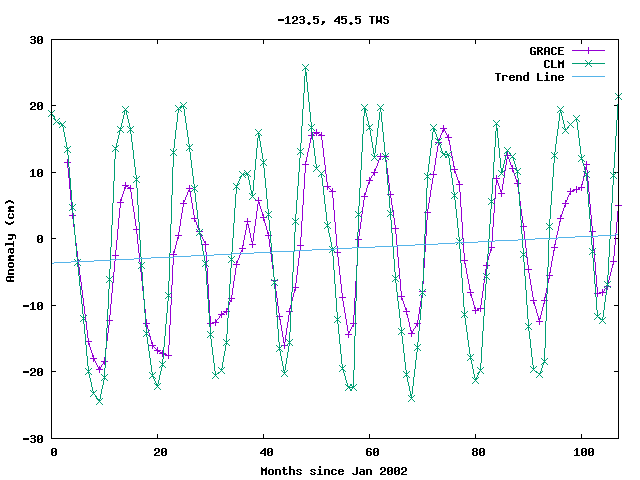 -123.5, 45.5 TWS
GRACE
CLM
Trend Line
30
20
10
0
-10
-20
-30
Anomaly (cm)
0 20 40 60 80 100
Months since Jan 2002